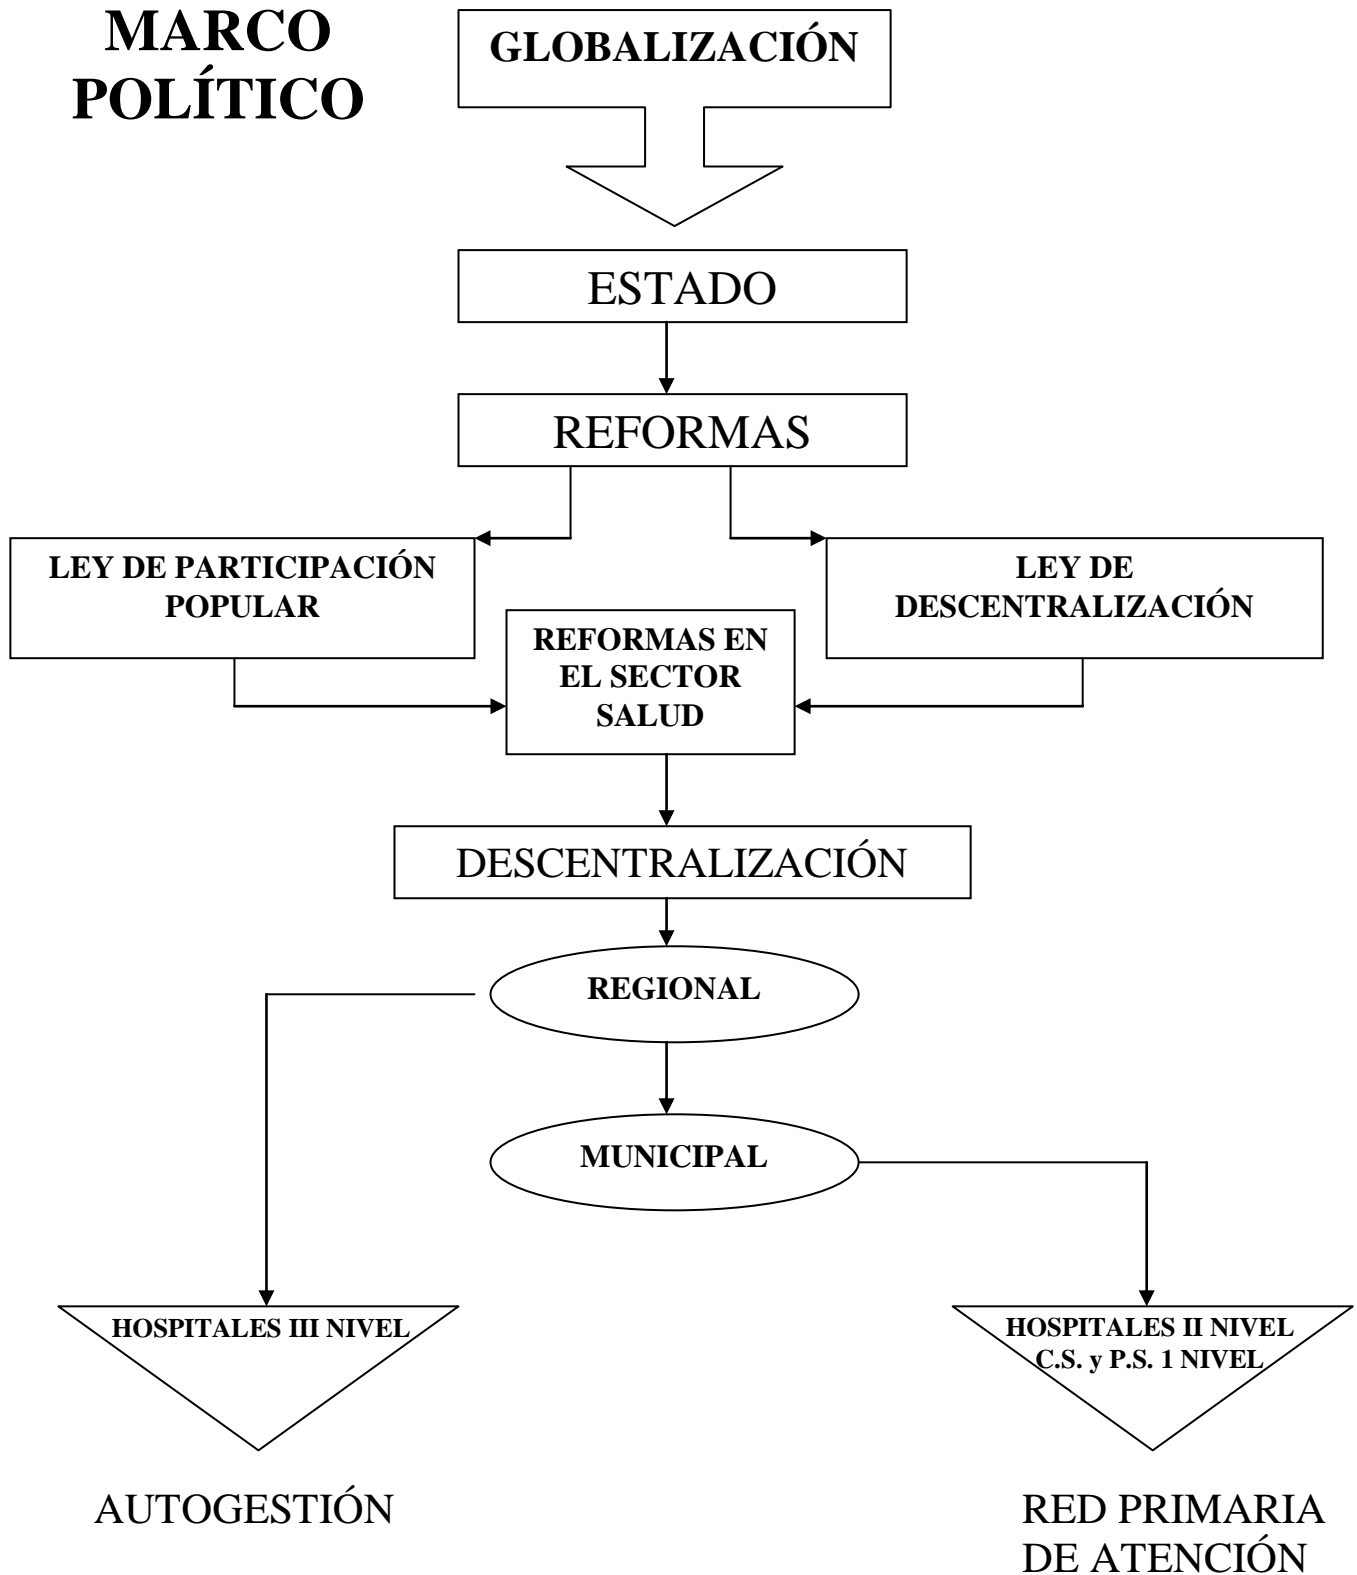 MARCO
POLÍTICO
GLOBALIZACIÓN
ESTADO
REFORMAS
LEY DE PARTICIPACIÓN
POPULAR
LEY DE
DESCENTRALIZACIÓN
REFORMAS EN
EL SECTOR
SALUD
DESCENTRALIZACIÓN
REGIONAL
MUNICIPAL
HOSPITALES III NIVEL
HOSPITALES II NIVEL
C.S. y P.S. 1 NIVEL
AUTOGESTIÓN
RED PRIMARIA
DE ATENCIÓN